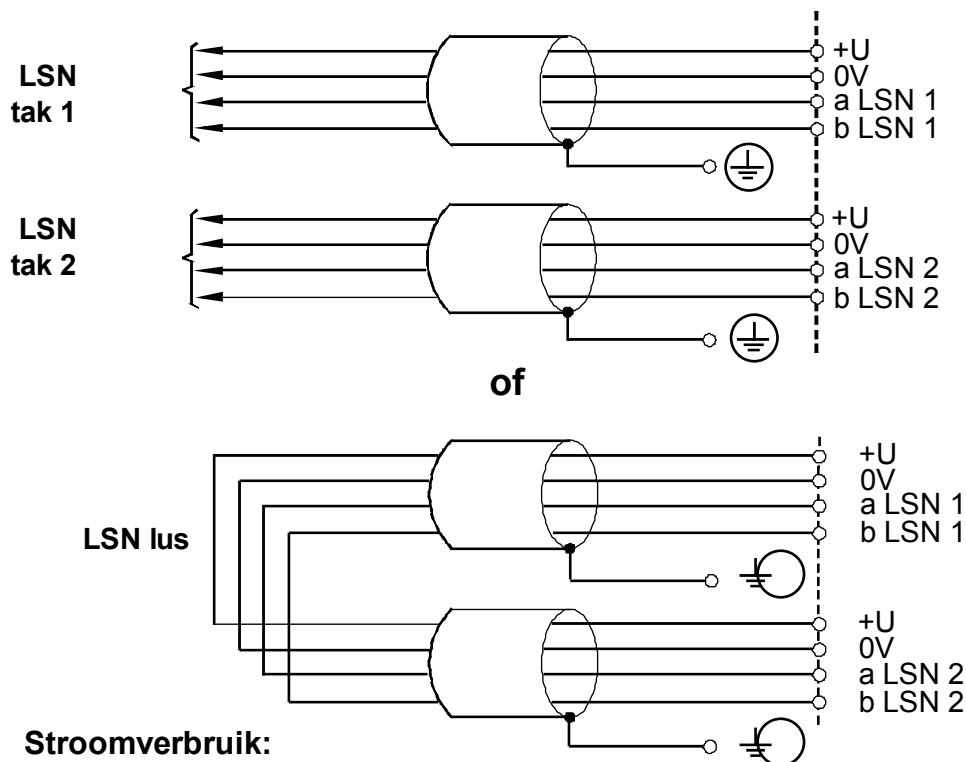 LSN
tak 1
+U
0V
a LSN 1
b LSN 1
LSN
tak 2
+U
0V
a LSN 2
b LSN 2
of
LSN lus
+U
0V
a LSN 1
b LSN 1
+U
0V
a LSN 2
b LSN 2
Stroomverbruik: